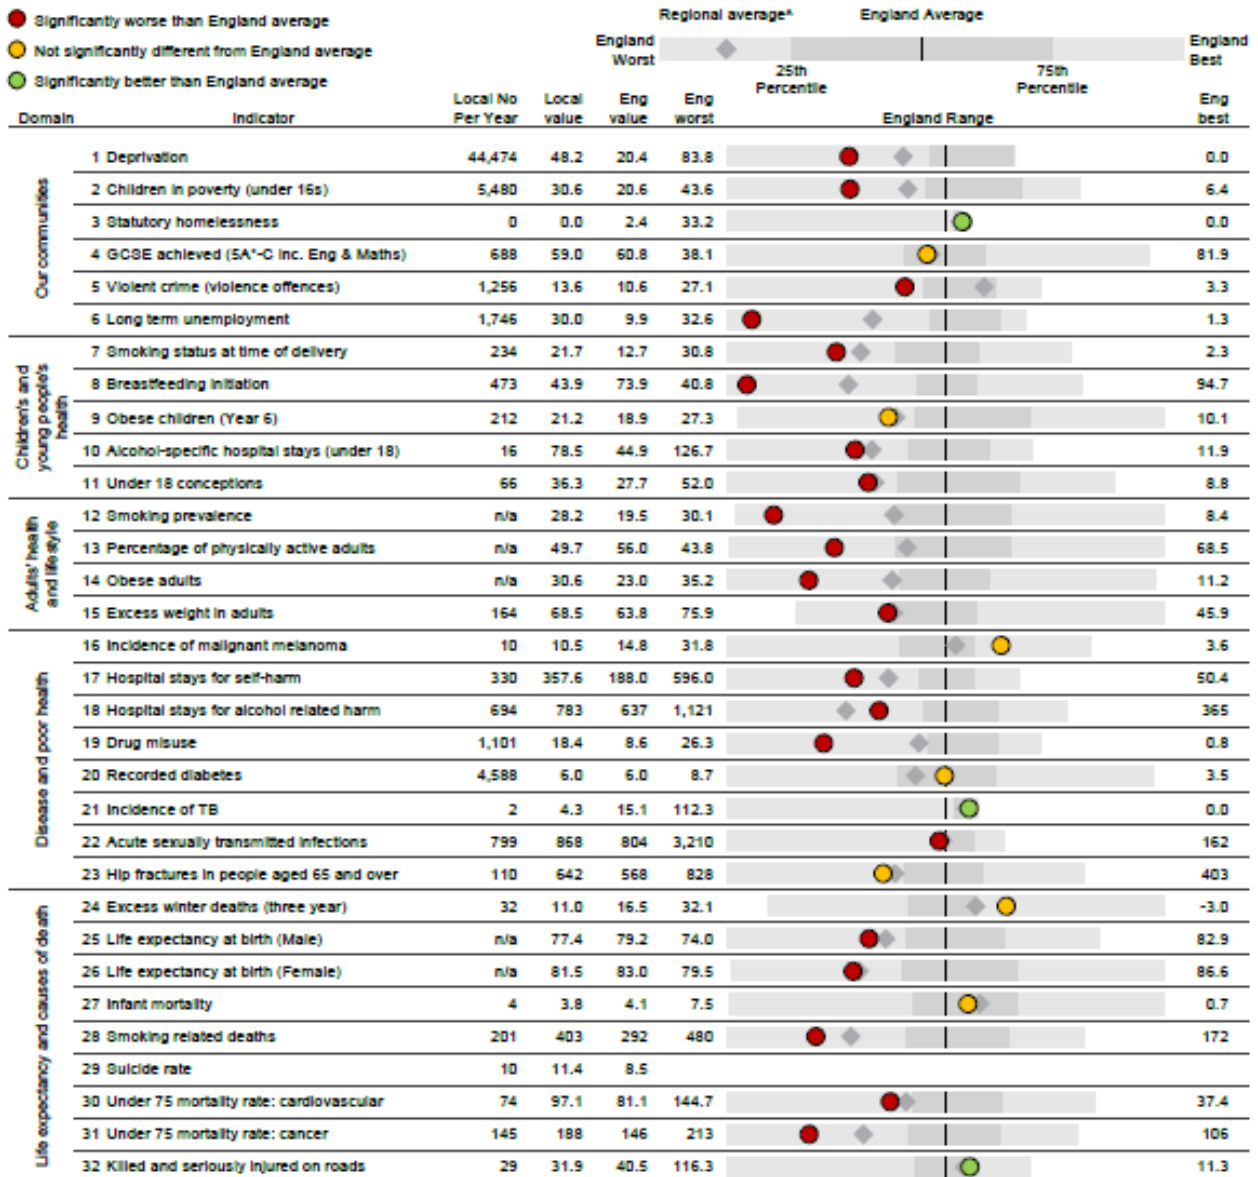 Significantly worse than England average
Not significantly different from England average
Significantly better than England average
Regional average^ England Average
England Worst England Best
25th Percentile 75th Percentile
Domain Indicator Local No Per Year Local value Eng value Eng worst England Range Eng best
Our communities
1 Deprivation 44,474 48.2 20.4 83.8 0.0
2 Children in poverty (under 16s) 5,480 30.6 20.6 43.6 6.4
3 Statutory homelessness 0 0.0 2.4 33.2 0.0
4 GCSE achieved (5A*-C inc. Eng & Maths) 688 59.0 60.8 38.1 81.9
5 Violent crime (violence offences) 1,256 13.6 10.6 27.1 3.3
6 Long term unemployment 1,746 30.0 9.9 32.6 1.3
Children's and young people's health
7 Smoking status at time of delivery 234 21.7 12.7 30.8 2.3
8 Breastfeeding initiation 473 43.9 73.9 40.8 94.7
9 Obese children (Year 6) 212 21.2 18.9 27.3 10.1
10 Alcohol-specific hospital stays (under 18) 16 78.5 44.9 126.7 11.9
11 Under 18 conceptions 66 36.3 27.7 52.0 8.8
Adults' health and lifestyle
12 Smoking prevalence n/a 28.2 19.5 30.1 8.4
13 Percentage of physically active adults n/a 49.7 56.0 43.8 68.5
14 Obese adults n/a 30.6 23.0 35.2 11.2
15 Excess weight in adults 164 68.5 63.8 75.9 45.9
Disease and poor health
16 Incidence of malignant melanoma 10 10.5 14.8 31.8 3.6
17 Hospital stays for self-harm 330 357.6 188.0 596.0 50.4
18 Hospital stays for alcohol related harm 694 783 637 1,121 365
19 Drug misuse 1,101 18.4 8.6 26.3 0.8
20 Recorded diabetes 4,588 6.0 6.0 8.7 3.5
21 Incidence of TB 2 4.3 15.1 112.3 0.0
22 Acute sexually transmitted infections 799 868 804 3,210 162
23 Hip fractures in people aged 65 and over 110 642 568 828 403
Life expectancy and causes of death
24 Excess winter deaths (three year) 32 11.0 16.5 32.1 -3.0
25 Life expectancy at birth (Male) n/a 77.4 79.2 74.0 82.9
26 Life expectancy at birth (Female) n/a 81.5 83.0 79.5 86.6
27 Infant mortality 4 3.8 4.1 7.5 0.7
28 Smoking related deaths 201 403 292 480 172
29 Suicide rate 10 11.4 8.5
30 Under 75 mortality rate: cardiovascular 74 97.1 81.1 144.7 37.4
31 Under 75 mortality rate: cancer 145 188 146 213 106
32 Killed and seriously injured on roads 29 31.9 40.5 116.3 11.3